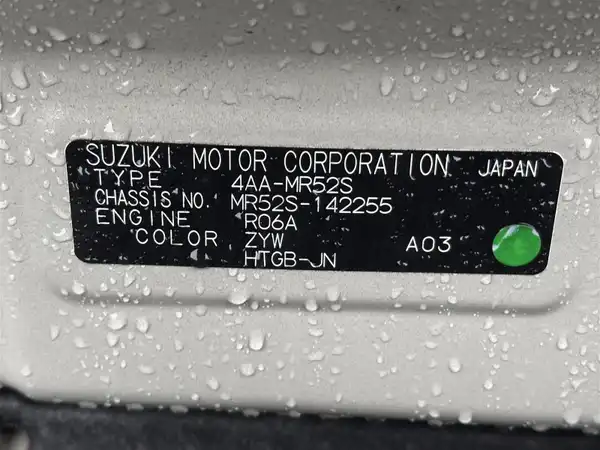 SUZUKI MOTOR CORPORATION JAPAN
TYPE 4AA-MR52S
CHASSIS NO. MR52S-142255
ENGINE R06A
COLOR ZYW A03
HTGB-JN